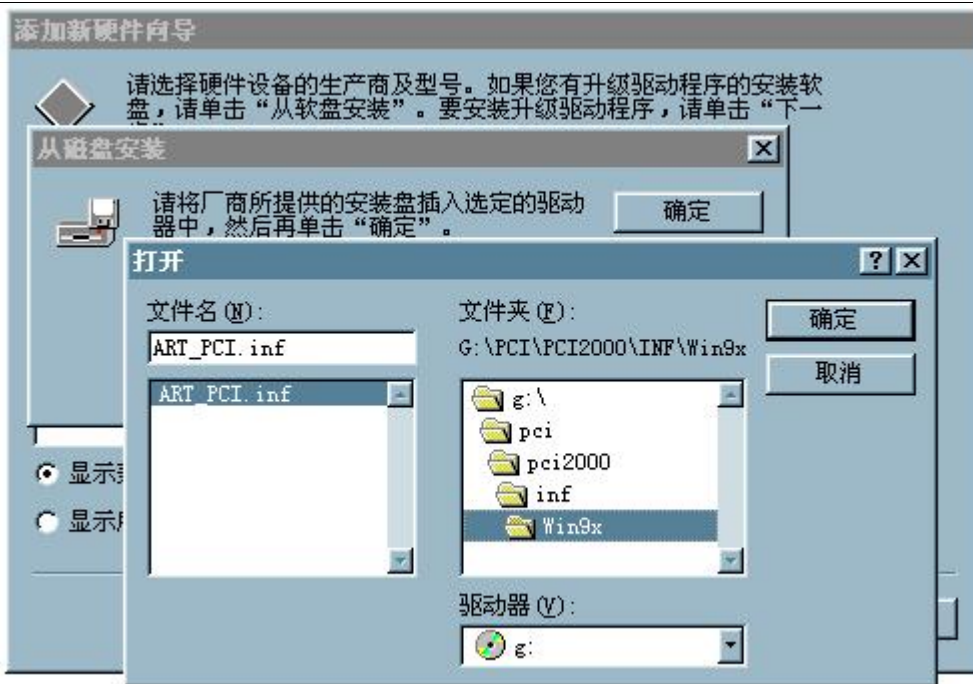 添加新硬件向导
请选择硬件设备的生产商及型号。如果您有升级驱动程序的安装软
盘，请单击“从软盘安装”。要安装升级驱动程序，请单击“下一
从磁盘安装
请将厂商所提供的安装盘插入选定的驱动
器中，然后再单击“确定”。
确定
打开
文件名(N):
ART_PCI.inf
ART_PCI.inf
文件夹(F):
G:\PCI\PCI2000\INF\Win9x
g:\
pci
pci2000
inf
Win9x
驱动器(V):
g:
确定
取消
显示
显示